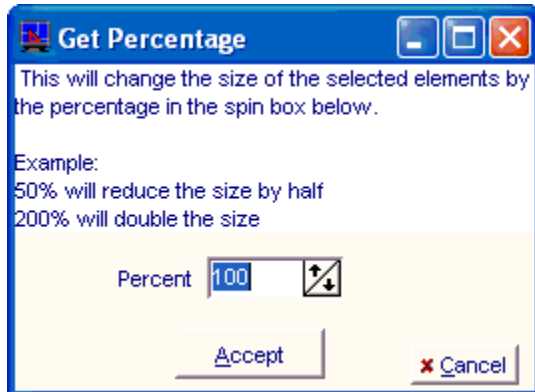 Get Percentage
This will change the size of the selected elements by
the percentage in the spin box below.
Example:
50% will reduce the size by half
200% will double the size
Percent 100
Accept
Cancel